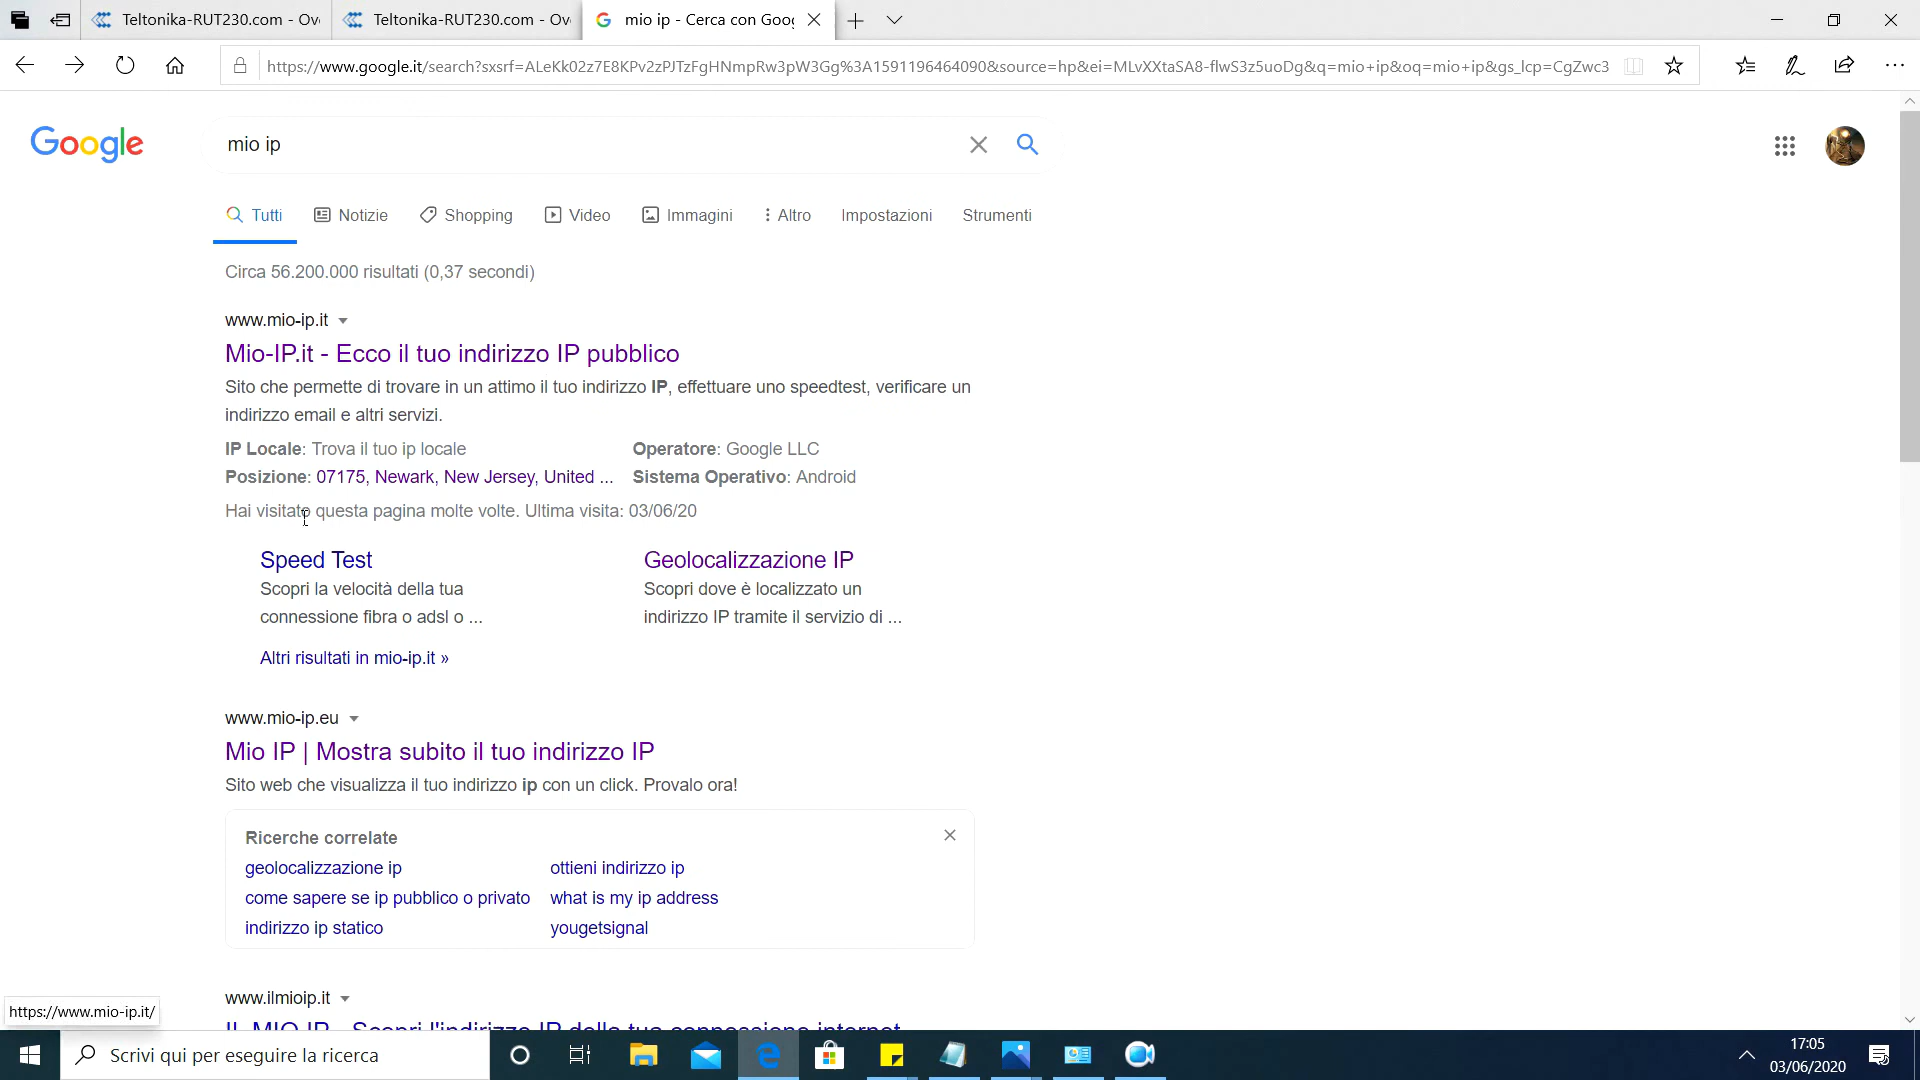 Teltonika-RUT230.com - Ov
Teltonika-RUT230.com - Ov
mio ip - Cerca con Goog
https://www.google.it/search?sxsrf=ALeKk02z7E8KPv2zPJTzFgHNmpRw3pW3Gg%3A1591196464090&source=hp&ei=MLvXXtaSA8-flwS3z5uoDg&q=mio+ip&oq=mio+ip&gs_lcp=CgZwc3
Google
mio ip
Tutti Notizie Shopping Video Immagini Altro Impostazioni Strumenti
Circa 56.200.000 risultati (0,37 secondi)
www.mio-ip.it
Mio-IP.it - Ecco il tuo indirizzo IP pubblico
Sito che permette di trovare in un attimo il tuo indirizzo IP, effettuare uno speedtest, verificare un
indirizzo email e altri servizi.
IP Locale: Trova il tuo ip locale Operatore: Google LLC
Posizione: 07175, Newark, New Jersey, United ... Sistema Operativo: Android
Hai visitato questa pagina molte volte. Ultima visita: 03/06/20
Speed Test Geolocalizzazione IP
Scopri la velocità della tua Scopri dove è localizzato un
connessione fibra o adsl o ... indirizzo IP tramite il servizio di ...
Altri risultati in mio-ip.it »
www.mio-ip.eu
Mio IP | Mostra subito il tuo indirizzo IP
Sito web che visualizza il tuo indirizzo ip con un click. Provalo ora!
Ricerche correlate
geolocalizzazione ip ottieni indirizzo ip
come sapere se ip pubblico o privato what is my ip address
indirizzo ip statico yougetsignal
www.ilmioip.it
IL MIO IP - Scopri l'indirizzo IP della tua connessione internet
https://www.mio-ip.it/
Scrivi qui per eseguire la ricerca
17:05
03/06/2020